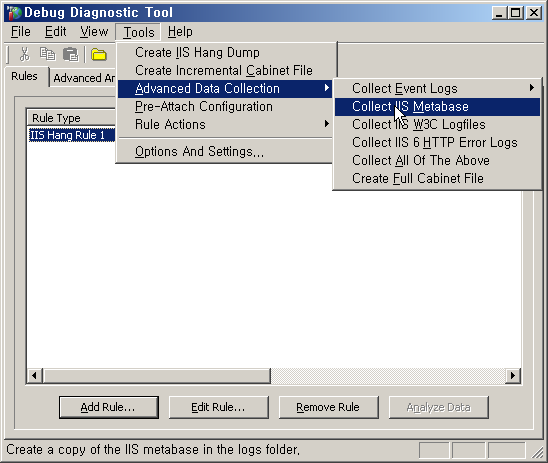 Debug Diagnostic Tool
File Edit View Tools Help
Create IIS Hang Dump
Create Incremental Cabinet File
Advanced Data Collection
Pre-Attach Configuration
Rule Actions
Options And Settings...
Collect Event Logs
Collect IIS Metabase
Collect IIS W3C Logfiles
Collect IIS 6 HTTP Error Logs
Collect All Of The Above
Create Full Cabinet File
Rules Advanced
Rule Type
IIS Hang Rule 1
Add Rule... Edit Rule... Remove Rule Analyze Data
Create a copy of the IIS metabase in the logs folder.